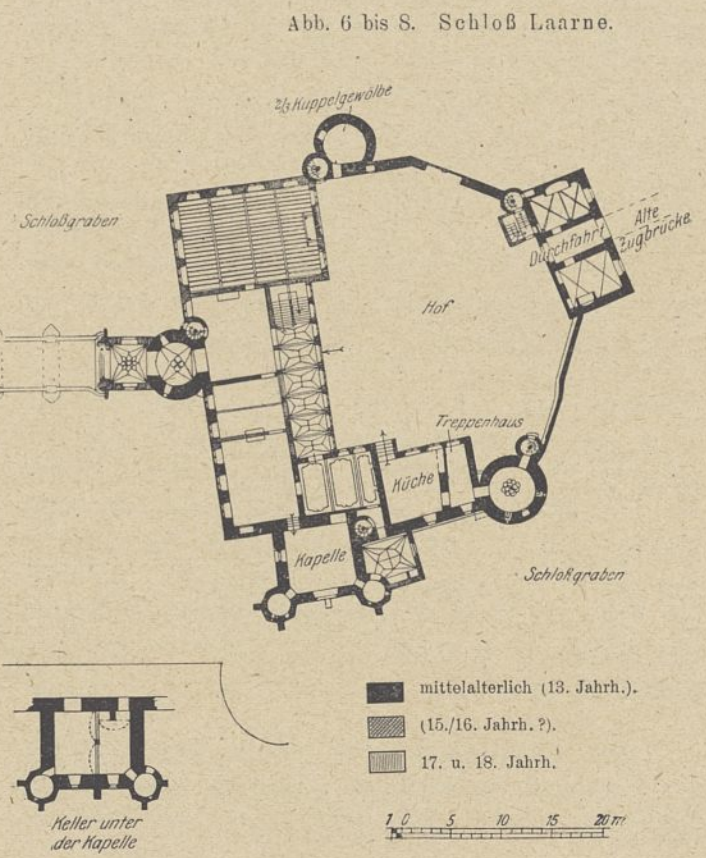 Abb. 6 bis 8. Schloß Laarne.
2/3 Kuppelgewölbe
Schloßgraben
Durchfahrt
Alte
Zugbrücke
Hof
Treppenhaus
Küche
Kapelle
Schloßgraben
mittelalterlich (13. Jahrh.).
(15./16. Jahrh. ?).
17. u. 18. Jahrh.
Keller unter
der Kapelle
1 0 5 10 15 20 m